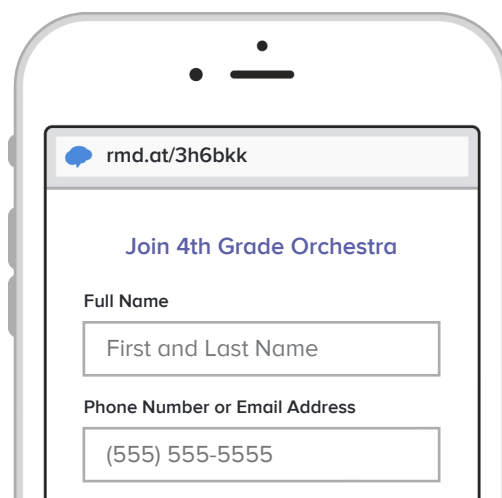 rmd.at/3h6bkk
Join 4th Grade Orchestra
Full Name
First and Last Name
Phone Number or Email Address
(555) 555-5555